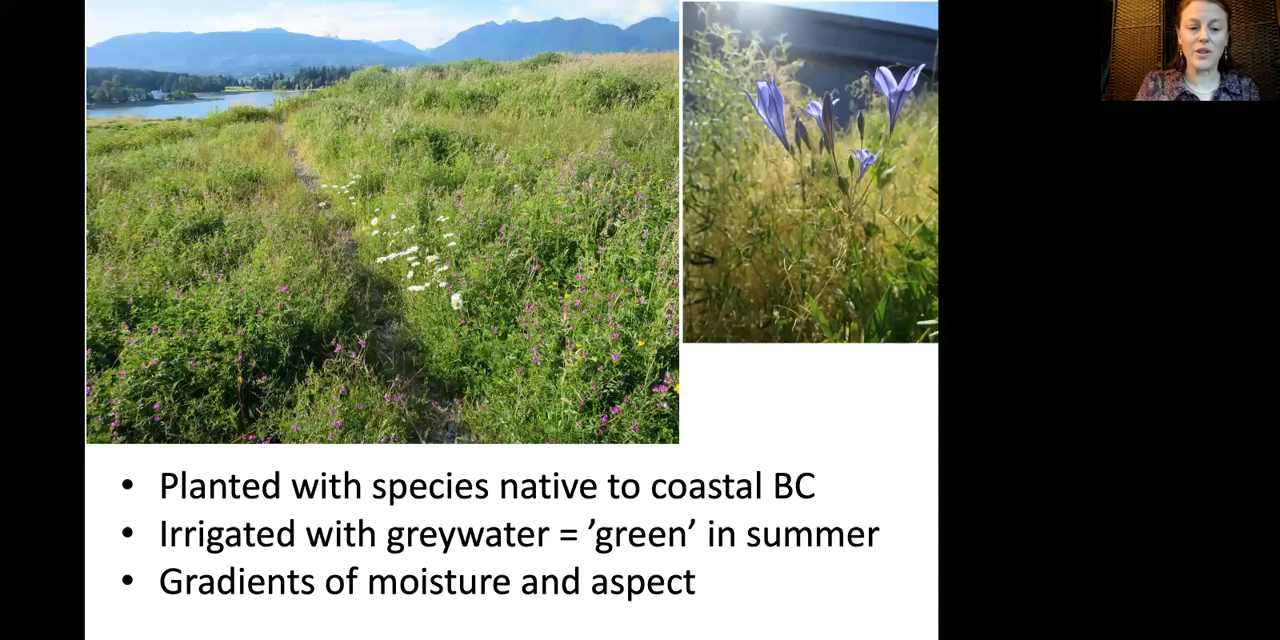 • Planted with species native to coastal BC
• Irrigated with greywater = ’green’ in summer
• Gradients of moisture and aspect